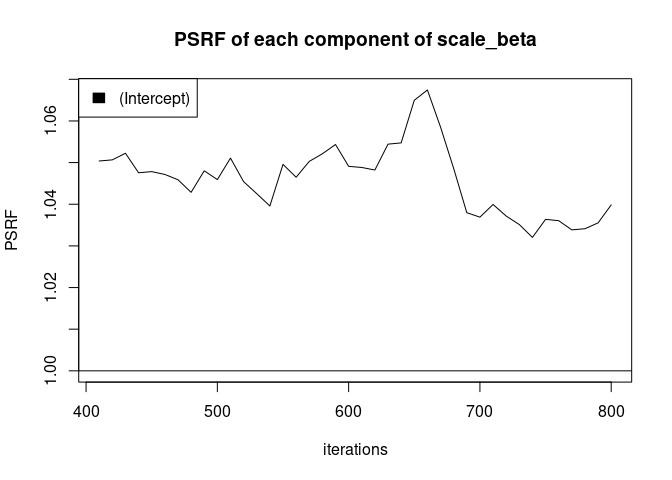 PSRF of each component of scale_beta
(Intercept)
PSRF
1.06
1.04
1.02
1.00
400 500 600 700 800
iterations